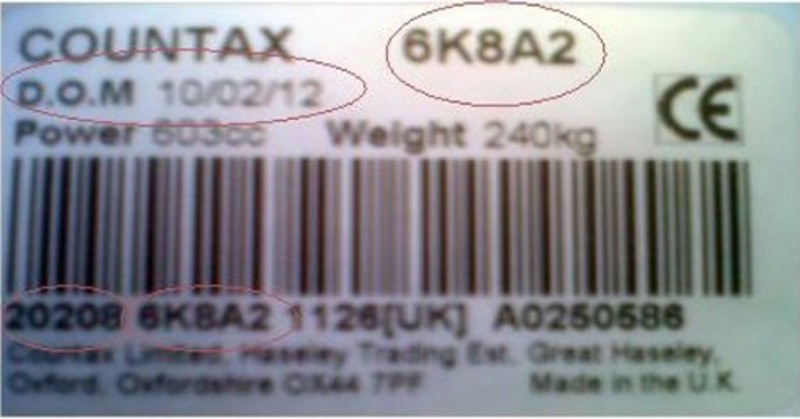 COUNTAX 6K8A2
D.O.M 10/02/12
CE
Power 603cc Weight 240kg
20208 6K8A2 1126[UK] A0250586
Countax Limited, Haseley Trading Est, Great Haseley,
Oxford, Oxfordshire OX44 7PF Made in the U.K.